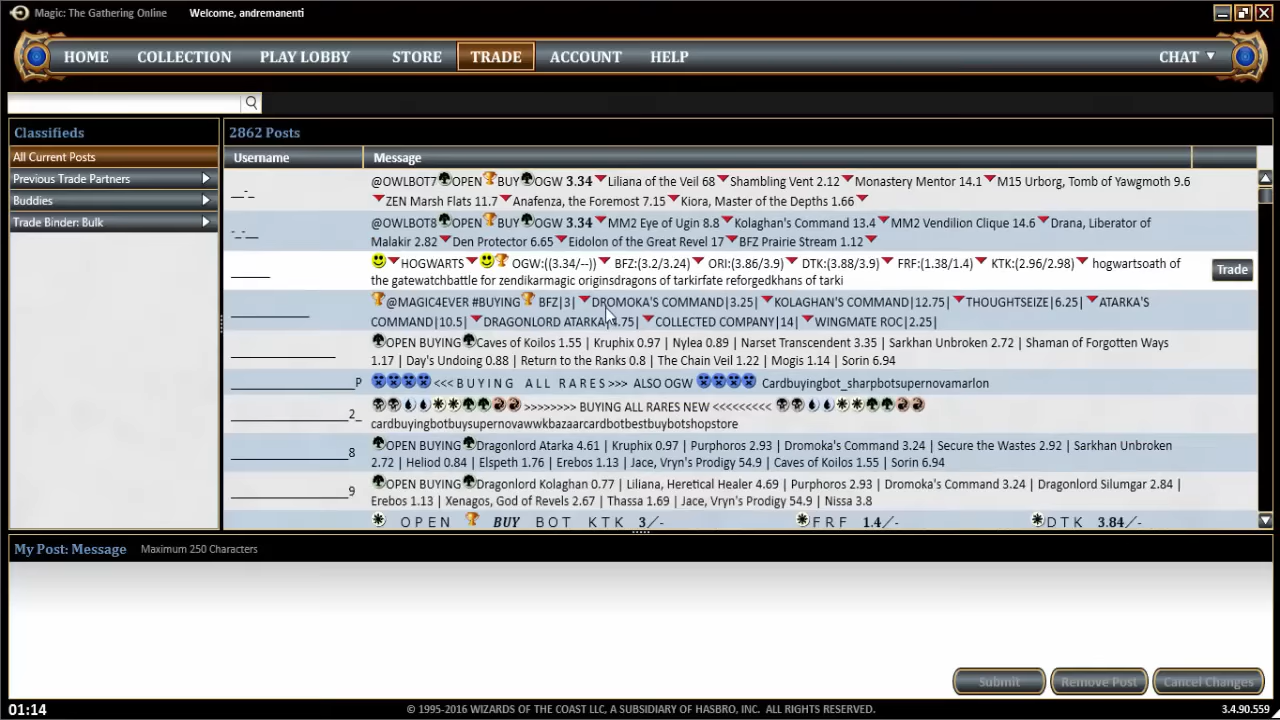 Magic: The Gathering Online
Welcome, andremanenti
HOME COLLECTION PLAY LOBBY STORE TRADE ACCOUNT HELP CHAT
Classifieds
All Current Posts
Previous Trade Partners
Buddies
Trade Binder: Bulk
2862 Posts
Username Message
__-_ @OWLBOT7 OPEN BUY OGW 3.34 Liliana of the Veil 68 Shambling Vent 2.12 Monastery Mentor 14.1 M15 Urborg, Tomb of Yawgmoth 9.6
ZEN Marsh Flats 11.7 Anafenza, the Foremost 7.15 Kiora, Master of the Depths 1.66
_-__ @OWLBOT8 OPEN BUY OGW 3.34 MM2 Eye of Ugin 8.8 Kolaghan's Command 13.4 MM2 Vendilion Clique 14.6 Drana, Liberator of
Malakir 2.82 Den Protector 6.65 Eidolon of the Great Revel 17 BFZ Prairie Stream 1.12
HOGWARTS OGW:((3.34/--)) BFZ:(3.2/3.24) ORI:(3.86/3.9) DTK:(3.88/3.9) FRF:(1.38/1.4) KTK:(2.96/2.98) hogwartsoath of
the gatewatchbattle for zendikarmagic originsdragons of tarkirfate reforgedkhans of tarki
Trade
@MAGIC4EVER #BUYING BFZ|3| DROMOKA'S COMMAND|3.25| KOLAGHAN'S COMMAND|12.75| THOUGHTSEIZE|6.25| ATARKA'S
COMMAND|10.5| DRAGONLORD ATARKA .75| COLLECTED COMPANY|14| WINGMATE ROC|2.25|
OPEN BUYING Caves of Koilos 1.55 | Kruphix 0.97 | Nylea 0.89 | Narset Transcendent 3.35 | Sarkhan Unbroken 2.72 | Shaman of Forgotten Ways
1.17 | Day's Undoing 0.88 | Return to the Ranks 0.8 | The Chain Veil 1.22 | Mogis 1.14 | Sorin 6.94
_______________P <<< B U Y I N G A L L R A R E S >>> ALSO OGW Cardbuyingbot_sharpbotsupernovamarlon
______________2_ >>>>>>>> BUYING ALL RARES NEW <<<<<<<<<
cardbuyingbotbuysupernovawwkbazaarcardbotbestbuybotshopstore
______________8 OPEN BUYING Dragonlord Atarka 4.61 | Kruphix 0.97 | Purphoros 2.93 | Dromoka's Command 3.24 | Secure the Wastes 2.92 | Sarkhan Unbroken
2.72 | Heliod 0.84 | Elspeth 1.76 | Erebos 1.13 | Jace, Vryn's Prodigy 54.9 | Caves of Koilos 1.55 | Sorin 6.94
______________9 OPEN BUYING Dragonlord Kolaghan 0.77 | Liliana, Heretical Healer 4.69 | Purphoros 2.93 | Dromoka's Command 3.24 | Dragonlord Silumgar 2.84 |
Erebos 1.13 | Xenagos, God of Revels 2.67 | Thassa 1.69 | Jace, Vryn's Prodigy 54.9 | Nissa 3.8
O P E N BUY B O T K T K 3/- F R F 1.4/- D T K 3.84/-
My Post: Message Maximum 250 Characters
Submit Remove Post Cancel Changes
01:14
© 1995-2016 WIZARDS OF THE COAST LLC, A SUBSIDIARY OF HASBRO, INC. ALL RIGHTS RESERVED.
3.4.90.559